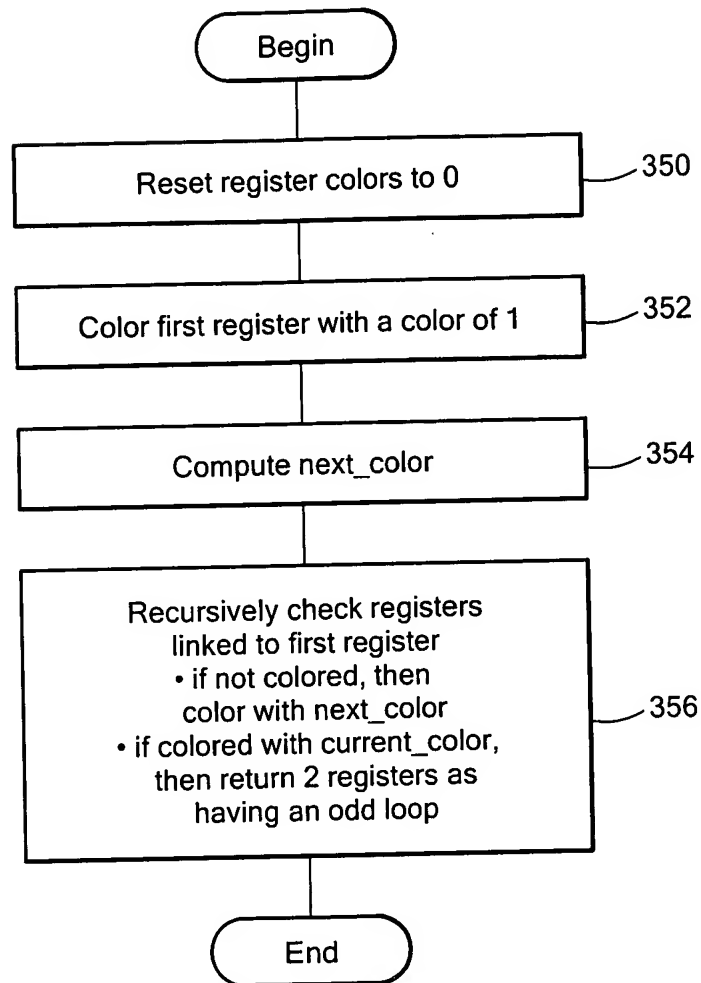 Begin
Reset register colors to 0
350
Color first register with a color of 1
352
Compute next_color
354
Recursively check registers
linked to first register
• if not colored, then
color with next_color
• if colored with current_color,
then return 2 registers as
having an odd loop
356
End